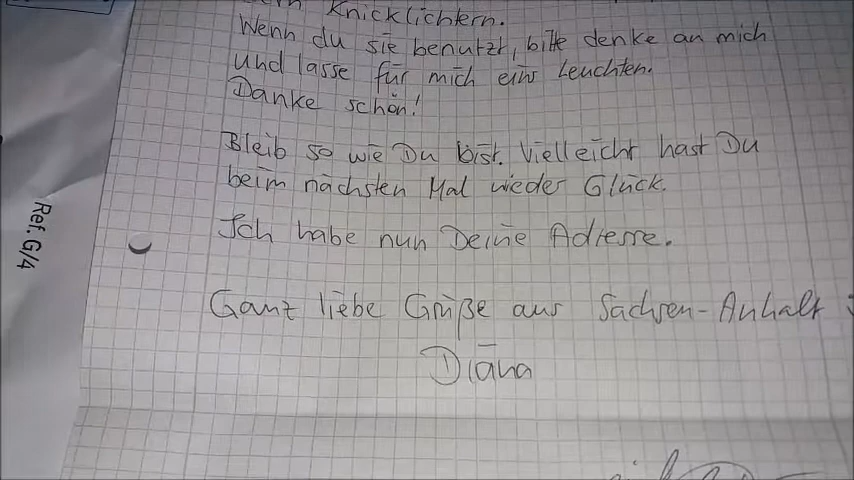 Knicklichtern.
Wenn du sie benutzt, bitte denke an mich
und lasse für mich eins leuchten.
Danke schön!
Bleib so wie Du bist. Vielleicht hast Du
beim nächsten Mal wieder Glück.
Ich habe nun Deine Adresse.
Ganz liebe Grüße aus Sachsen-Anhalt
Diana
Ref. G/4